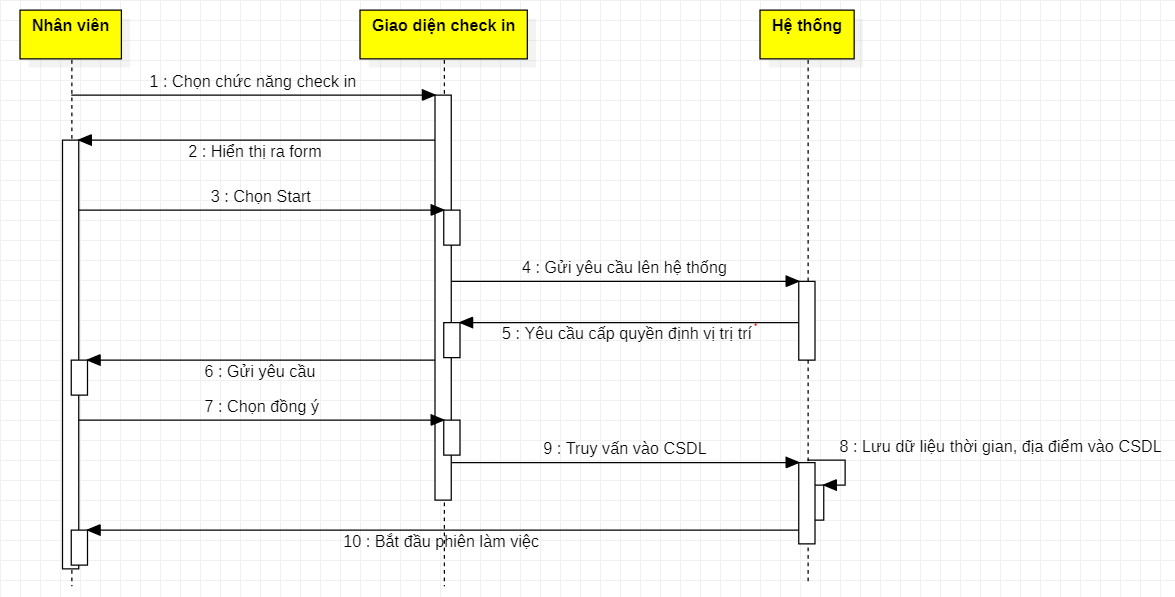 Nhân viên
Giao diện check in
Hệ thống
1 : Chọn chức năng check in
2 : Hiển thị ra form
3 : Chọn Start
4 : Gửi yêu cầu lên hệ thống
5 : Yêu cầu cấp quyền định vị trị trí
6 : Gửi yêu cầu
7 : Chọn đồng ý
8 : Lưu dữ liệu thời gian, địa điểm vào CSDL
9 : Truy vấn vào CSDL
10 : Bắt đầu phiên làm việc